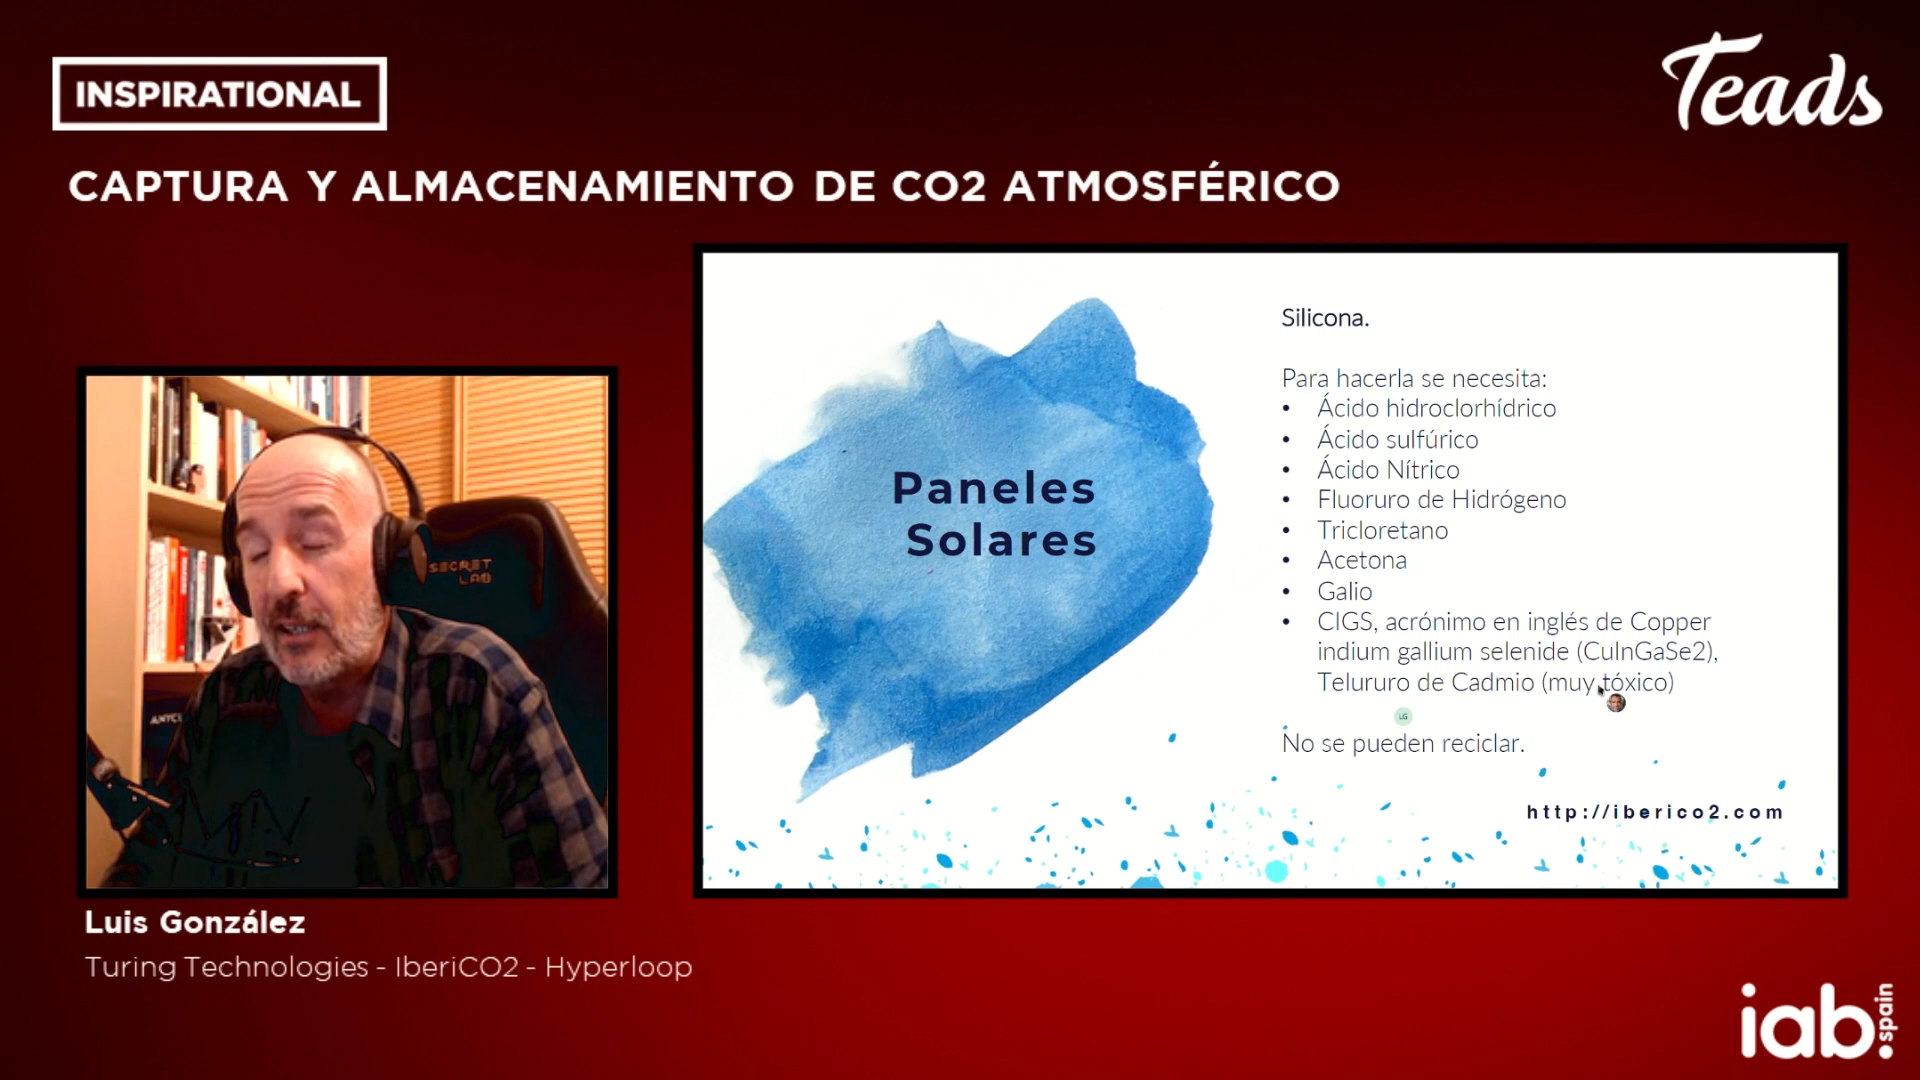 INSPIRATIONAL
Teads
CAPTURA Y ALMACENAMIENTO DE CO2 ATMOSFÉRICO
SECRET
LAB
Paneles
Solares
Silicona.
Para hacerla se necesita:
• Ácido hidroclorhídrico
• Ácido sulfúrico
• Ácido Nítrico
• Fluoruro de Hidrógeno
• Tricloretano
• Acetona
• Galio
• CIGS, acrónimo en inglés de Copper
indium gallium selenide (CuInGaSe2),
Telururo de Cadmio (muy tóxico)
LG
No se pueden reciclar.
http://iberico2.com
Luis González
Turing Technologies - IberiCO2 - Hyperloop
iab.
spain